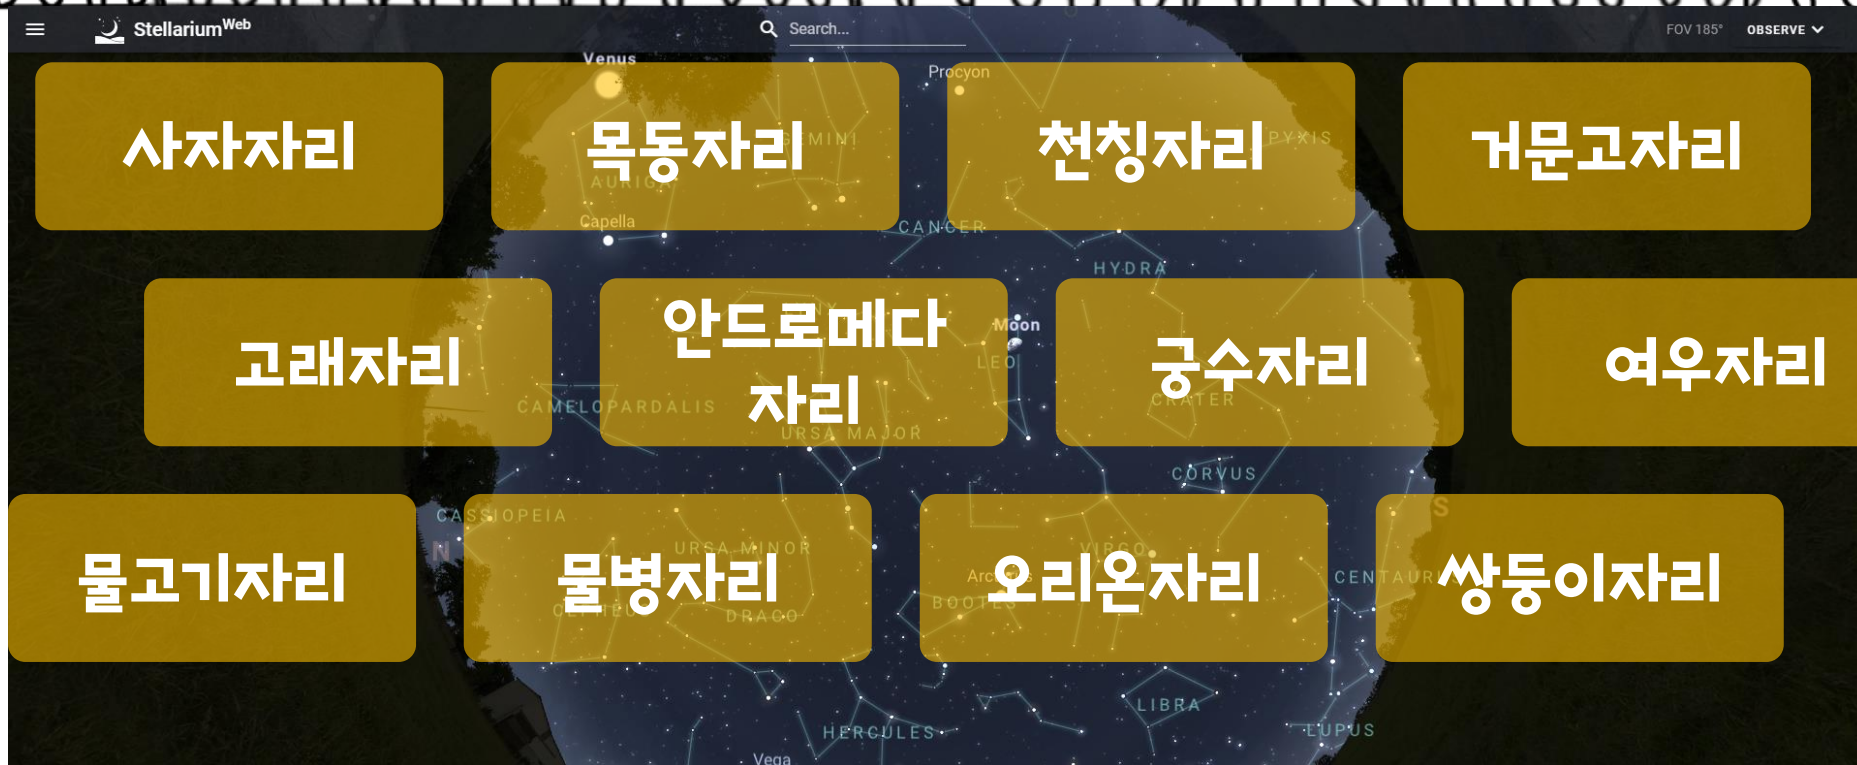 StellariumWeb
Search...
FOV 185°
OBSERVE
Venus
Procyon
사자자리
목동자리
천칭자리
거문고자리
GEMINI
PYXIS
AURIGA
Capella
CANCER
HYDRA
고래자리
안드로메다
자리
궁수자리
여우자리
Moon
LEO
CRATER
CAMELOPARDALIS
URSA MAJOR
CORVUS
CASSIOPEIA
S
N
URSA MINOR
VIRGO
물고기자리
물병자리
오리온자리
쌍둥이자리
CENTAURUS
BOOTES
DRACO
LIBRA
HERCULES
LUPUS
Vega